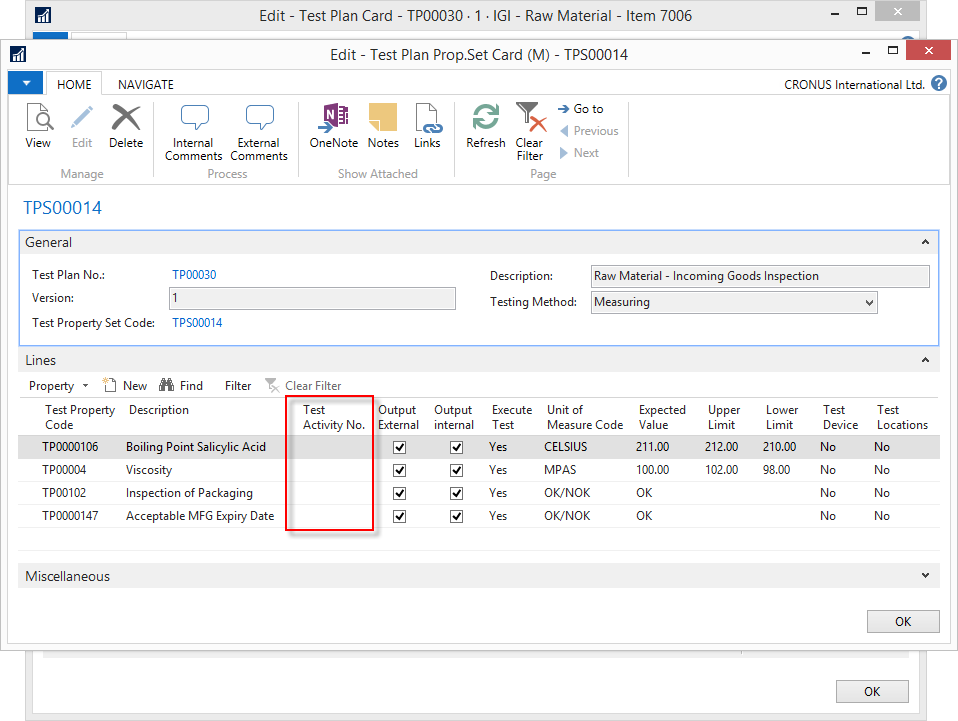 Edit - Test Plan Card - TP00030 · 1 · IGI - Raw Material - Item 7006
Edit - Test Plan Prop.Set Card (M) - TPS00014
HOME NAVIGATE CRONUS International Ltd. ?
View Edit Delete Internal Comments External Comments OneNote Notes Links Refresh Clear Filter Go to
Previous
Next
Manage Process Show Attached Page
TPS00014
General
Test Plan No.: TP00030 Description: Raw Material - Incoming Goods Inspection
Version: 1 Testing Method: Measuring
Test Property Set Code: TPS00014
Lines
Property New Find Filter Clear Filter
Test Property Code Description Test Activity No. Output External Output internal Execute Test Unit of Measure Code Expected Value Upper Limit Lower Limit Test Device Test Locations
TP0000106 Boiling Point Salicylic Acid Yes CELSIUS 211.00 212.00 210.00 No No
TP00004 Viscosity Yes MPAS 100.00 102.00 98.00 No No
TP00102 Inspection of Packaging Yes OK/NOK OK No No
TP0000147 Acceptable MFG Expiry Date Yes OK/NOK OK No No
Miscellaneous
OK
OK